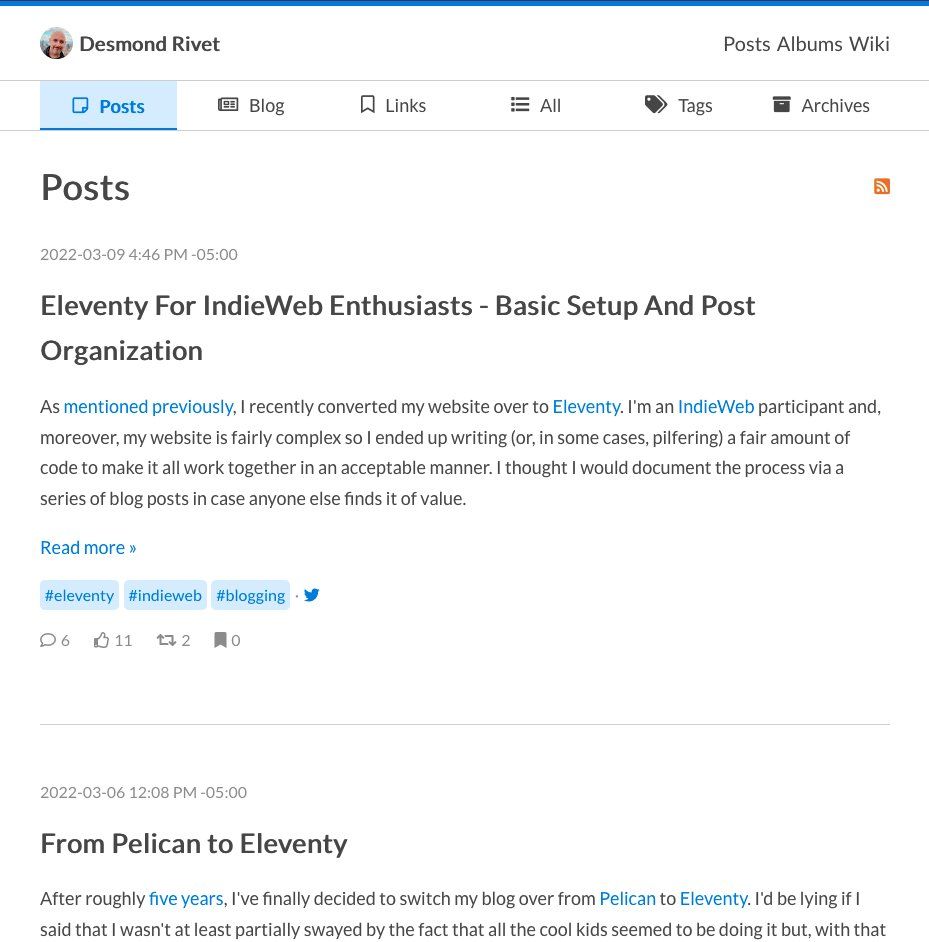 Desmond Rivet
Posts Albums Wiki
Posts Blog Links All Tags Archives
Posts
2022-03-09 4:46 PM -05:00
Eleventy For IndieWeb Enthusiasts - Basic Setup And Post
Organization
As mentioned previously, I recently converted my website over to Eleventy. I'm an IndieWeb participant and,
moreover, my website is fairly complex so I ended up writing (or, in some cases, pilfering) a fair amount of
code to make it all work together in an acceptable manner. I thought I would document the process via a
series of blog posts in case anyone else finds it of value.
Read more »
#eleventy #indieweb #blogging ·
6 11 2 0
2022-03-06 12:08 PM -05:00
From Pelican to Eleventy
After roughly five years, I've finally decided to switch my blog over from Pelican to Eleventy. I'd be lying if I
said that I wasn't at least partially swayed by the fact that all the cool kids seemed to be doing it but, with that